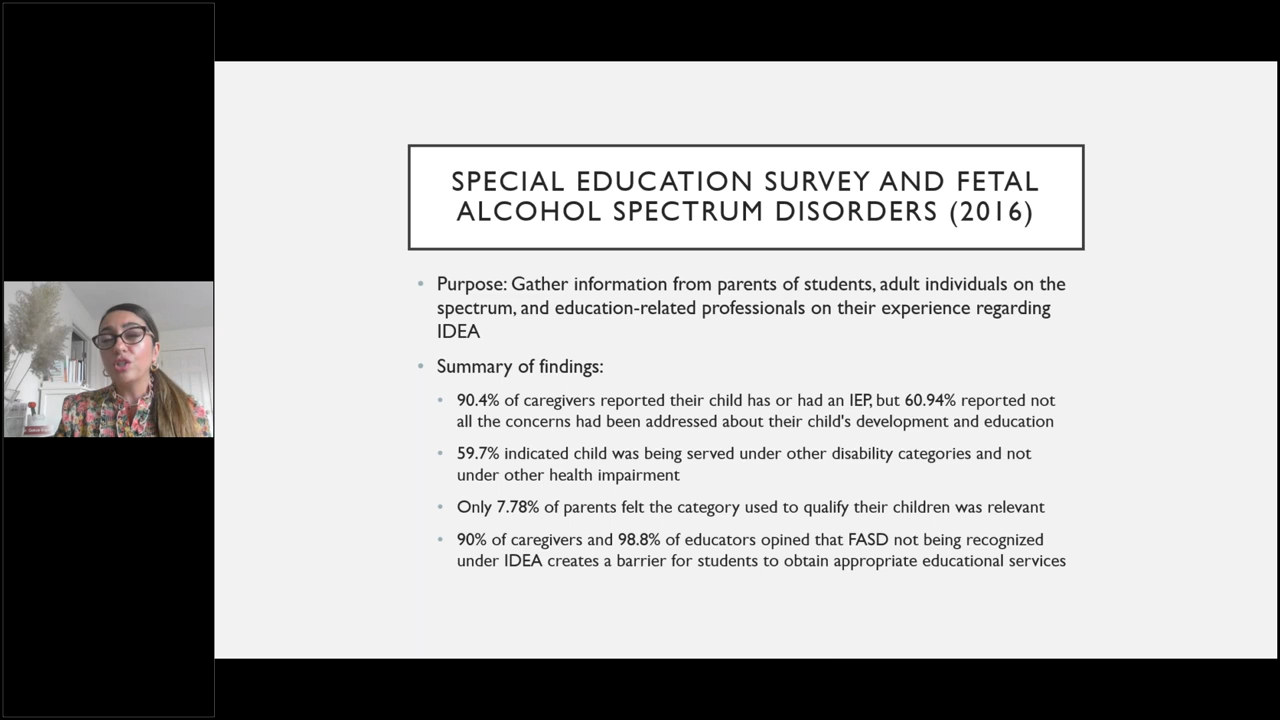 SPECIAL EDUCATION SURVEY AND FETAL
ALCOHOL SPECTRUM DISORDERS (2016)
• Purpose: Gather information from parents of students, adult individuals on the
spectrum, and education-related professionals on their experience regarding
IDEA
• Summary of findings:
• 90.4% of caregivers reported their child has or had an IEP, but 60.94% reported not
all the concerns had been addressed about their child's development and education
• 59.7% indicated child was being served under other disability categories and not
under other health impairment
• Only 7.78% of parents felt the category used to qualify their children was relevant
• 90% of caregivers and 98.8% of educators opined that FASD not being recognized
under IDEA creates a barrier for students to obtain appropriate educational services